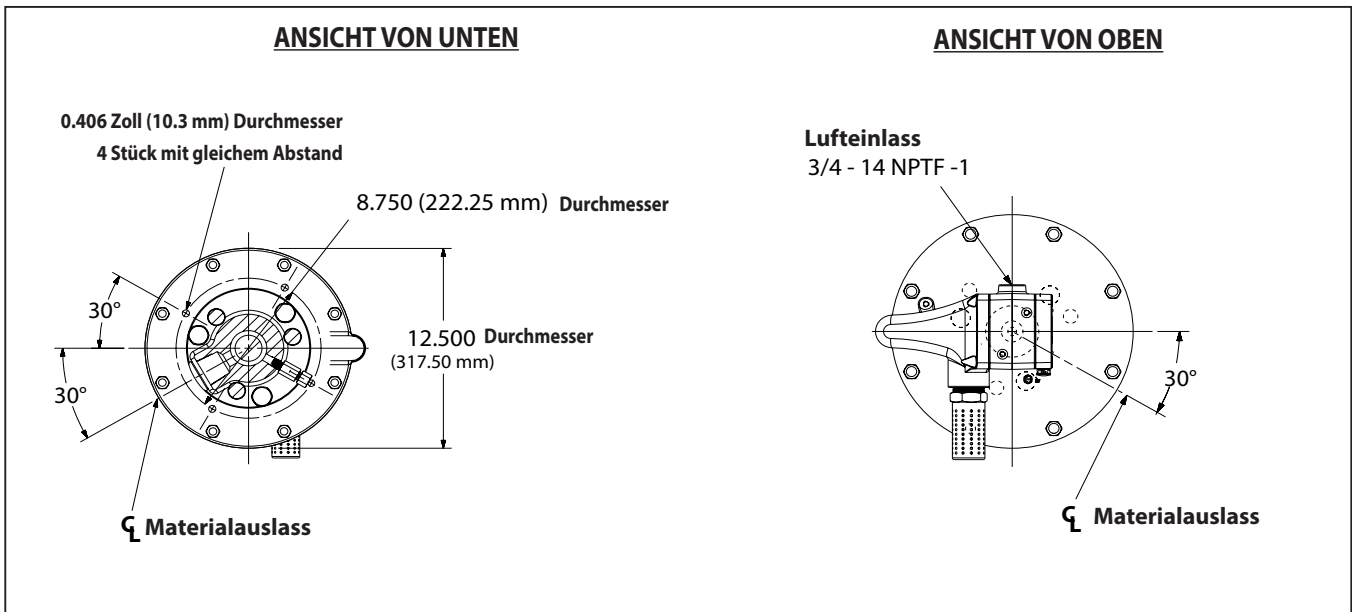 ANSICHT VON UNTEN
0.406 Zoll (10.3 mm) Durchmesser
4 Stück mit gleichem Abstand
8.750 (222.25 mm) Durchmesser
30°
12.500 Durchmesser
(317.50 mm)
30°
℄ Materialauslass
ANSICHT VON OBEN
Lufteinlass
3/4 - 14 NPTF -1
30°
℄ Materialauslass